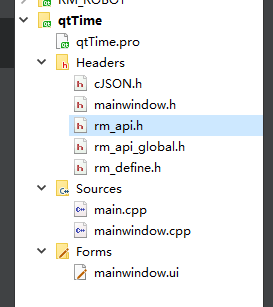 qtTime
qtTime.pro
Headers
cJSON.h
mainwindow.h
rm_api.h
rm_api_global.h
rm_define.h
Sources
main.cpp
mainwindow.cpp
Forms
mainwindow.ui